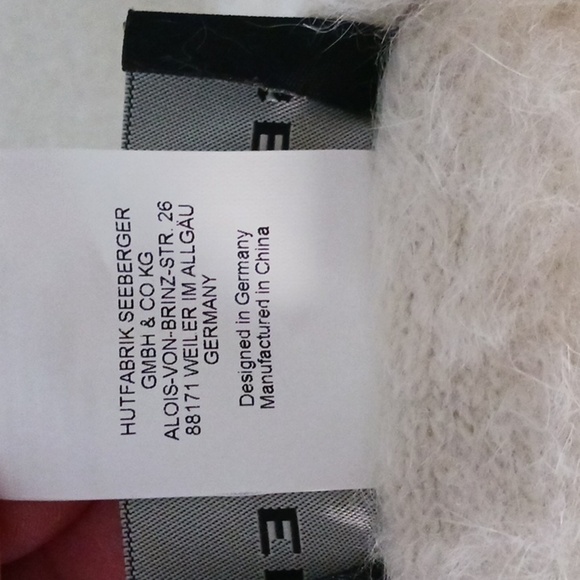 HUTFABRIK SEEBERGER
GMBH & CO KG
ALOIS-VON-BRINZ-STR. 26
88171 WEILER IM ALLGÄU
GERMANY
Designed in Germany
Manufactured in China
E
E